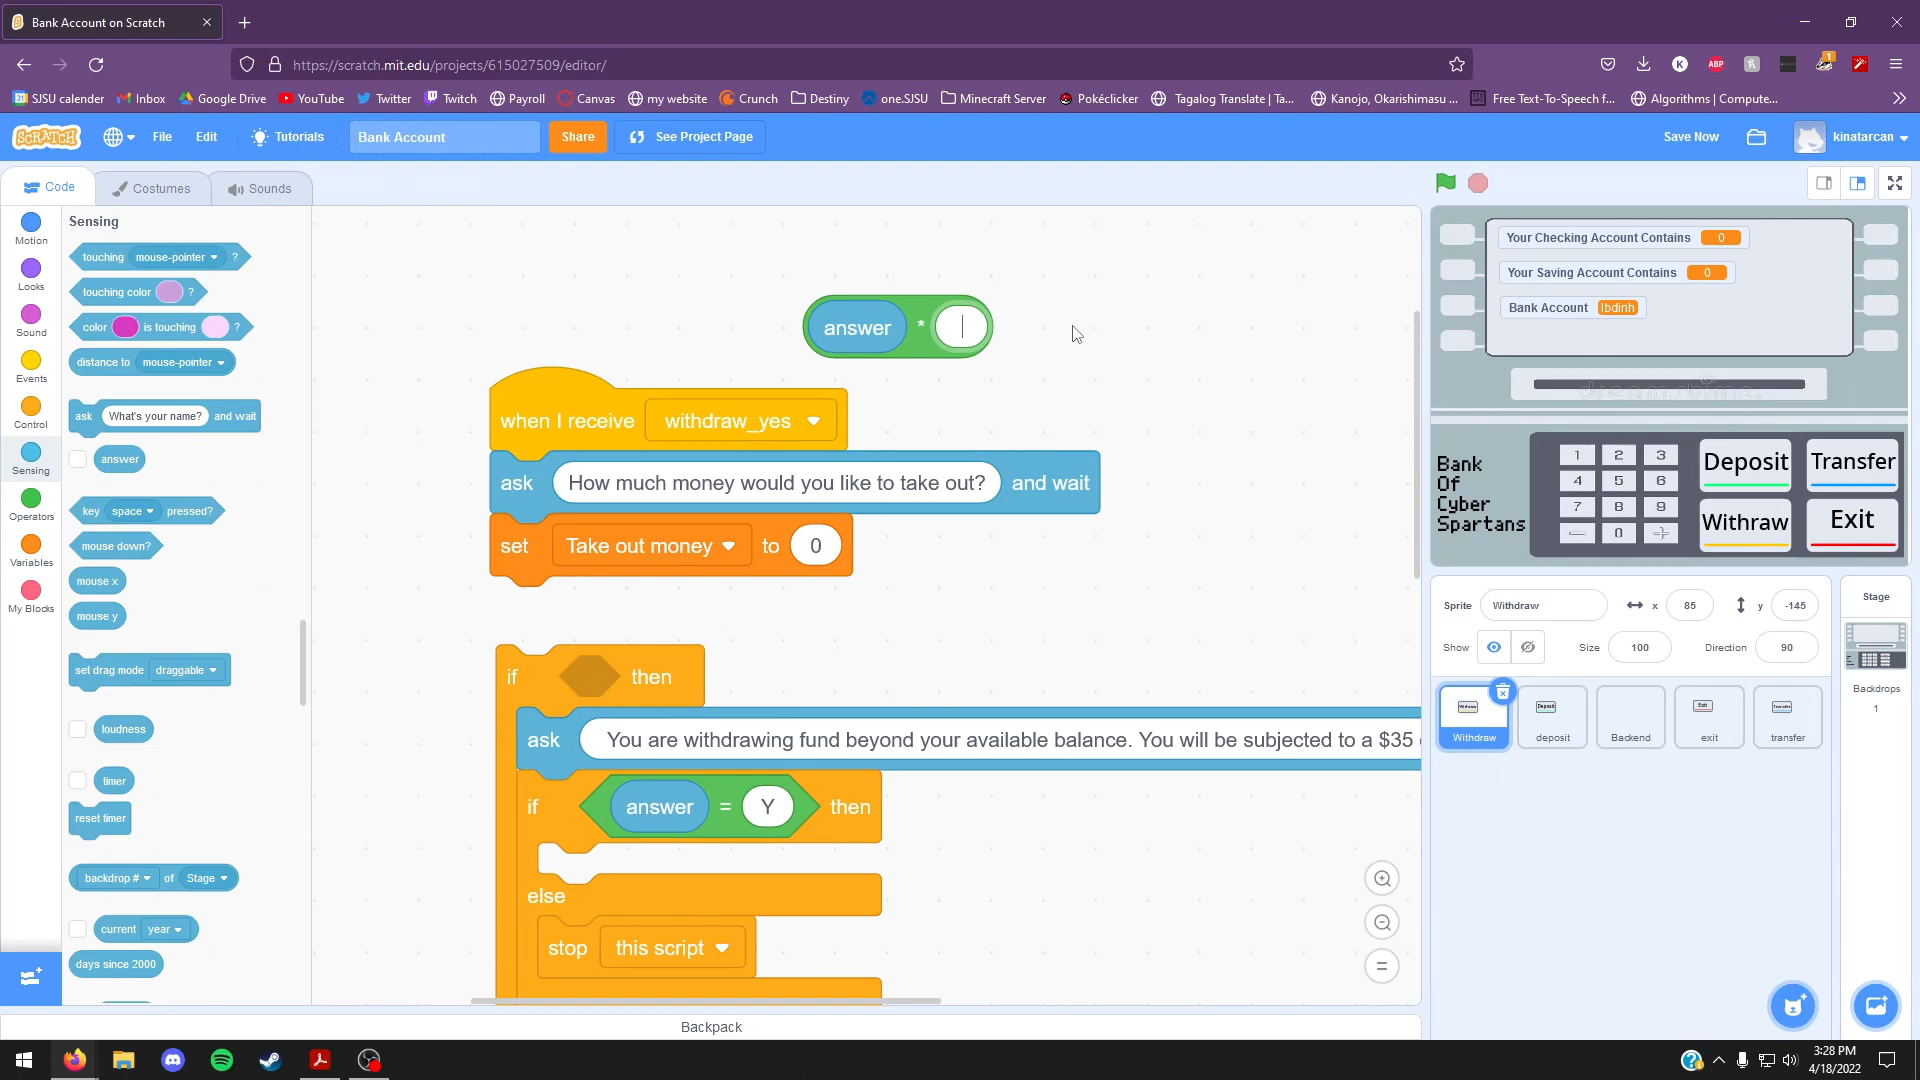 Bank Account on Scratch
https://scratch.mit.edu/projects/615027509/editor/
SJSU calender
Inbox
Google Drive
YouTube
Twitter
Twitch
Payroll
Canvas
my website
Crunch
Destiny
one.SJSU
Minecraft Server
Pokéclicker
Tagalog Translate | Ta...
Kanojo, Okarishimasu ...
Free Text-To-Speech f...
Algorithms | Compute...
SCRATCH
File
Edit
Tutorials
Bank Account
Share
See Project Page
Save Now
kinatarcan
Code
Costumes
Sounds
Motion
Looks
Sound
Events
Control
Sensing
Operators
Variables
My Blocks
Sensing
touching mouse-pointer ?
touching color ?
color is touching ?
distance to mouse-pointer
ask What's your name? and wait
answer
key space pressed?
mouse down?
mouse x
mouse y
set drag mode draggable
loudness
timer
reset timer
backdrop # of Stage
current year
days since 2000
answer *
when I receive withdraw_yes
ask How much money would you like to take out? and wait
set Take out money to 0
if then
ask You are withdrawing fund beyond your available balance. You will be subjected to a $35
if answer = Y then
else
stop this script
Your Checking Account Contains 0
Your Saving Account Contains 0
Bank Account lbdinh
Bank
Of
Cyber
Spartans
1 2 3
4 5 6
7 8 9
0
Deposit
Transfer
Withraw
Exit
Sprite Withdraw x 85 y -145
Show Size 100 Direction 90
Withdraw
deposit
Backend
exit
transfer
Stage
Backdrops
1
Backpack
3:28 PM
4/18/2022